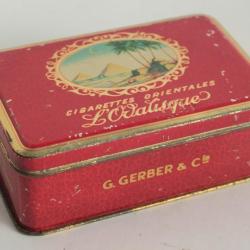 CIGARETTES ORIENTALES
L'Odalisque
G. GERBER & Cie